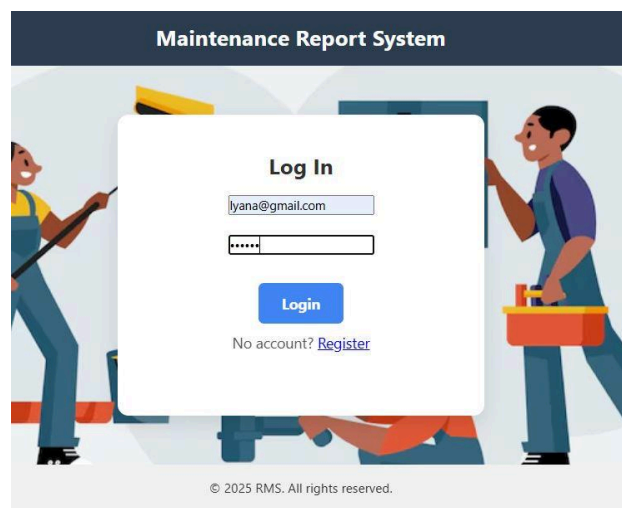 Maintenance Report System
Log In
lyana@gmail.com
••••••
Login
No account? Register
© 2025 RMS. All rights reserved.